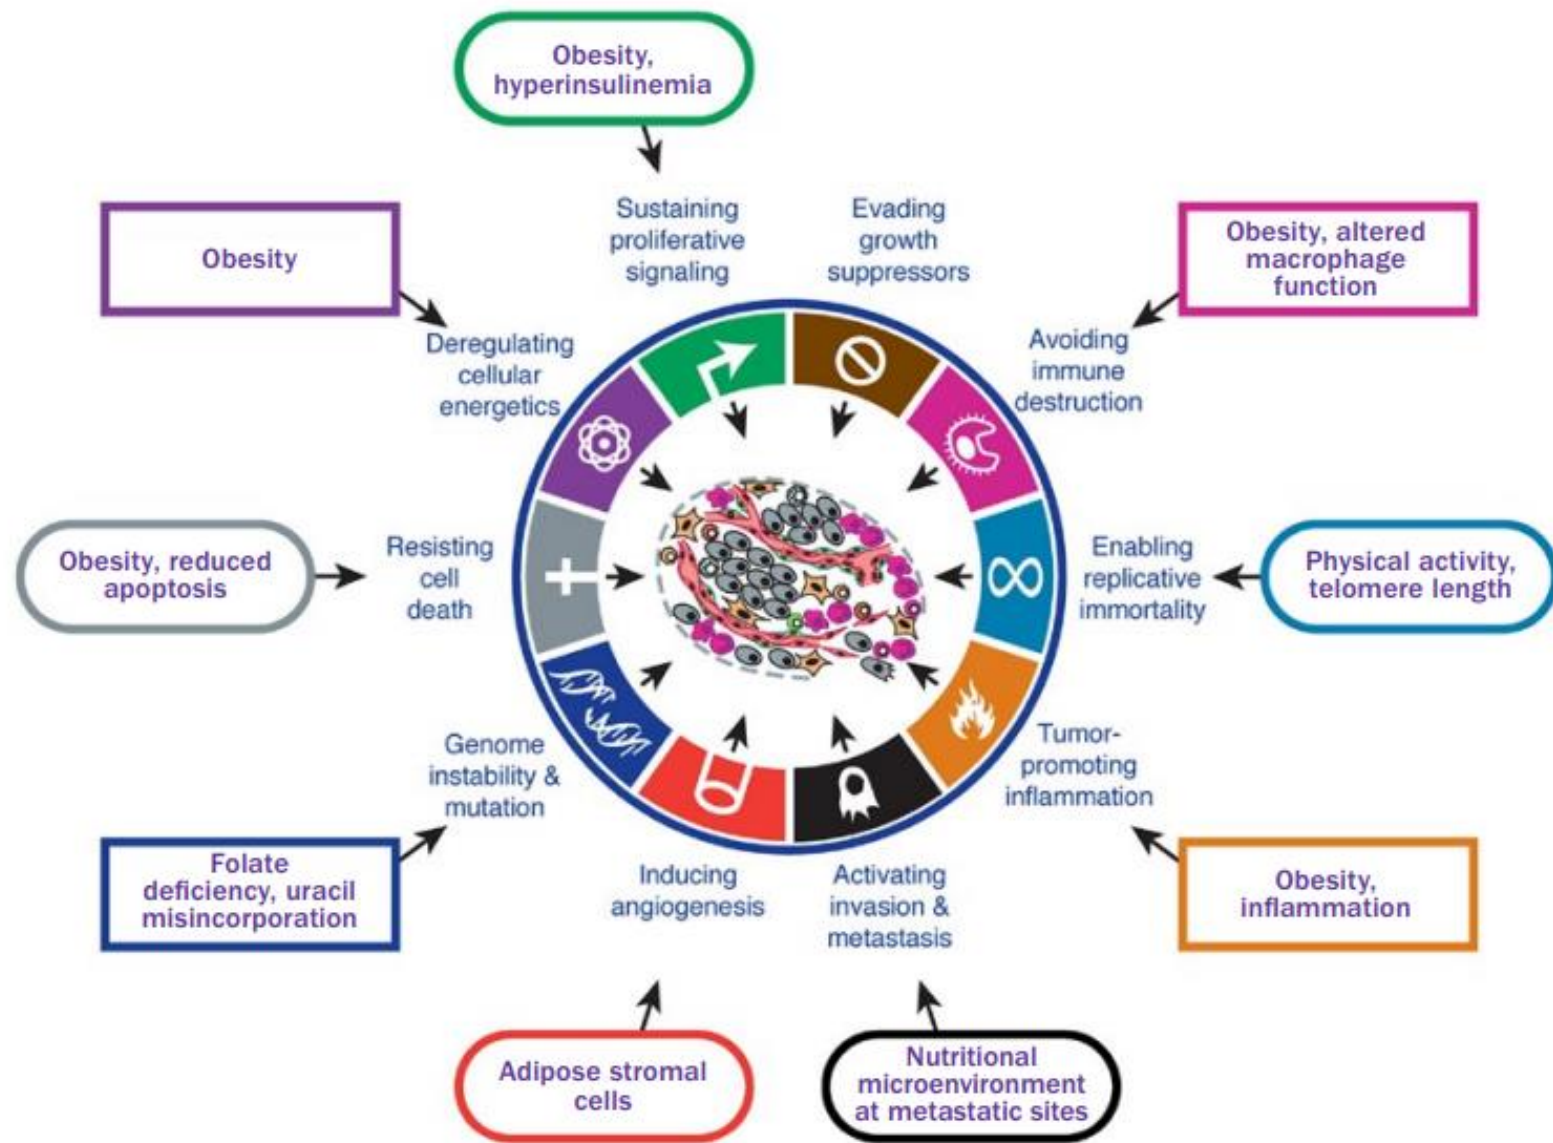 Obesity,
hyperinsulinemia
Sustaining
proliferative
signaling
Evading
growth
suppressors
Obesity
Obesity, altered
macrophage
function
Deregulating
cellular
energetics
Avoiding
immune
destruction
Obesity, reduced
apoptosis
Resisting
cell
death
Enabling
replicative
immortality
Physical activity,
telomere length
Genome
instability &
mutation
Tumor-
promoting
inflammation
Folate
deficiency, uracil
misincorporation
Inducing
angiogenesis
Activating
invasion &
metastasis
Obesity,
inflammation
Adipose stromal
cells
Nutritional
microenvironment
at metastatic sites